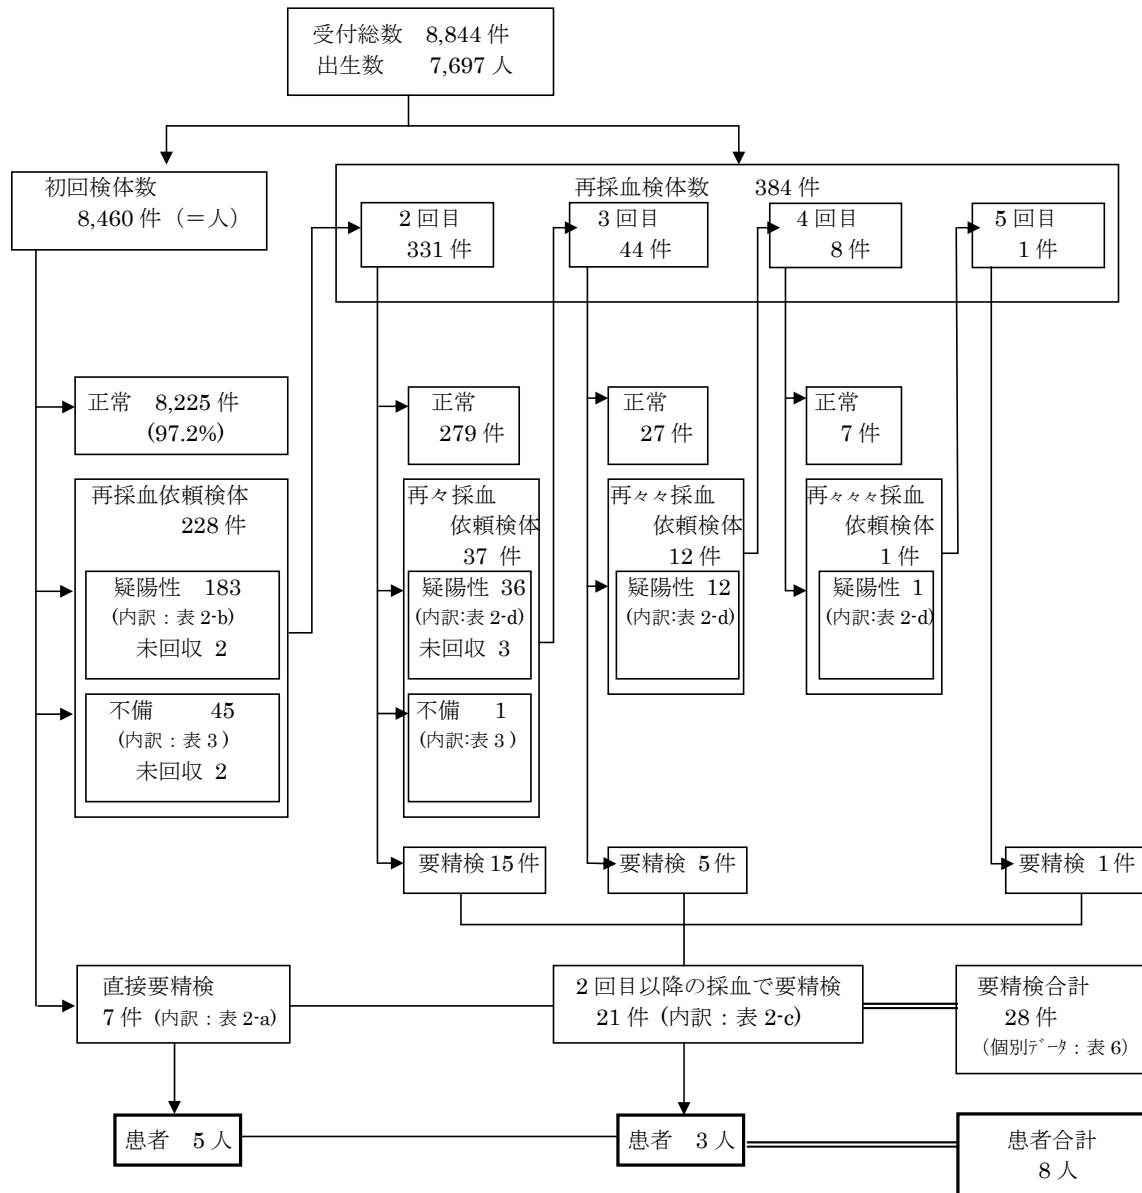 受付総数 8,844 件
出生数 7,697 人
初回検体数
8,460 件（＝人）
再採血検体数 384 件
2 回目
331 件
3 回目
44 件
4 回目
8 件
5 回目
1 件
正常 8,225 件
(97.2%)
正常
279 件
正常
27 件
正常
7 件
再採血依頼検体
228 件
疑陽性 183
(内訳：表 2-b)
未回収 2
不備 45
(内訳：表 3 )
未回収 2
再々採血
依頼検体
37 件
疑陽性 36
(内訳:表 2-d)
未回収 3
不備 1
(内訳:表 3 )
再々々採血
依頼検体
12 件
疑陽性 12
(内訳:表 2-d)
再々々々採血
依頼検体
1 件
疑陽性 1
(内訳:表 2-d)
要精検 15 件
要精検 5 件
要精検 1 件
直接要精検
7 件 (内訳：表 2-a)
2 回目以降の採血で要精検
21 件 (内訳：表 2-c)
要精検合計
28 件
(個別ﾃﾞｰﾀ：表 6)
患者 5 人
患者 3 人
患者合計
8 人